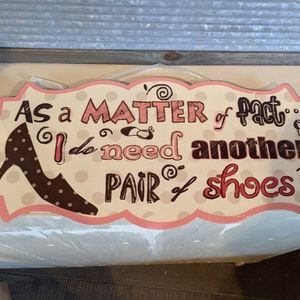 AS a MATTER of fact...
I do need another
PAIR of shoes